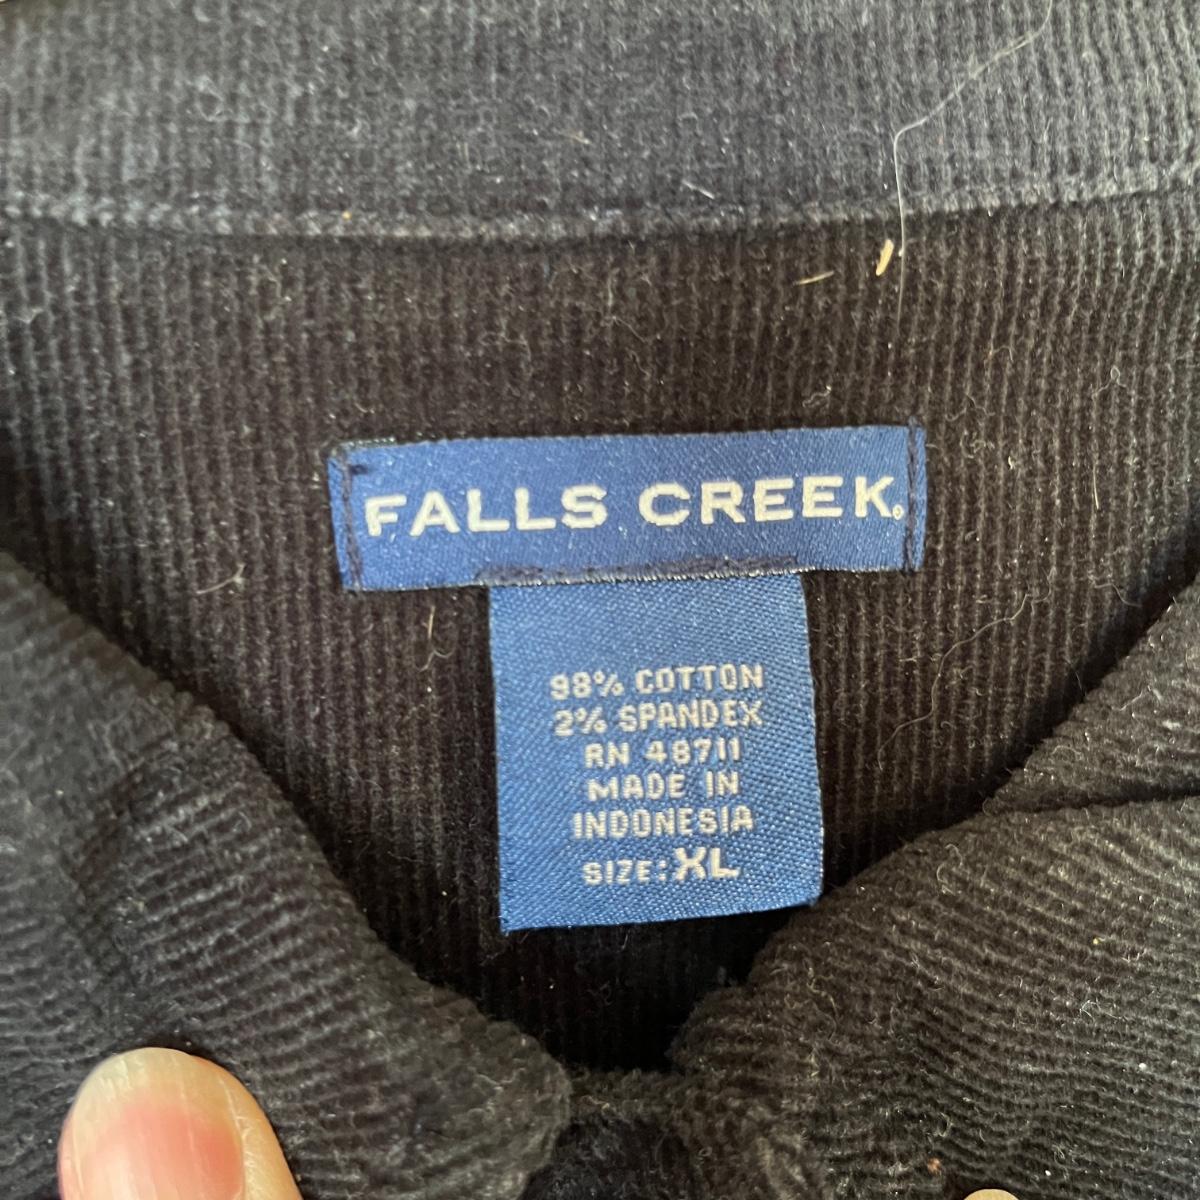 FALLS CREEK®
98% COTTON
2% SPANDEX
RN 48711
MADE IN
INDONESIA
SIZE: XL